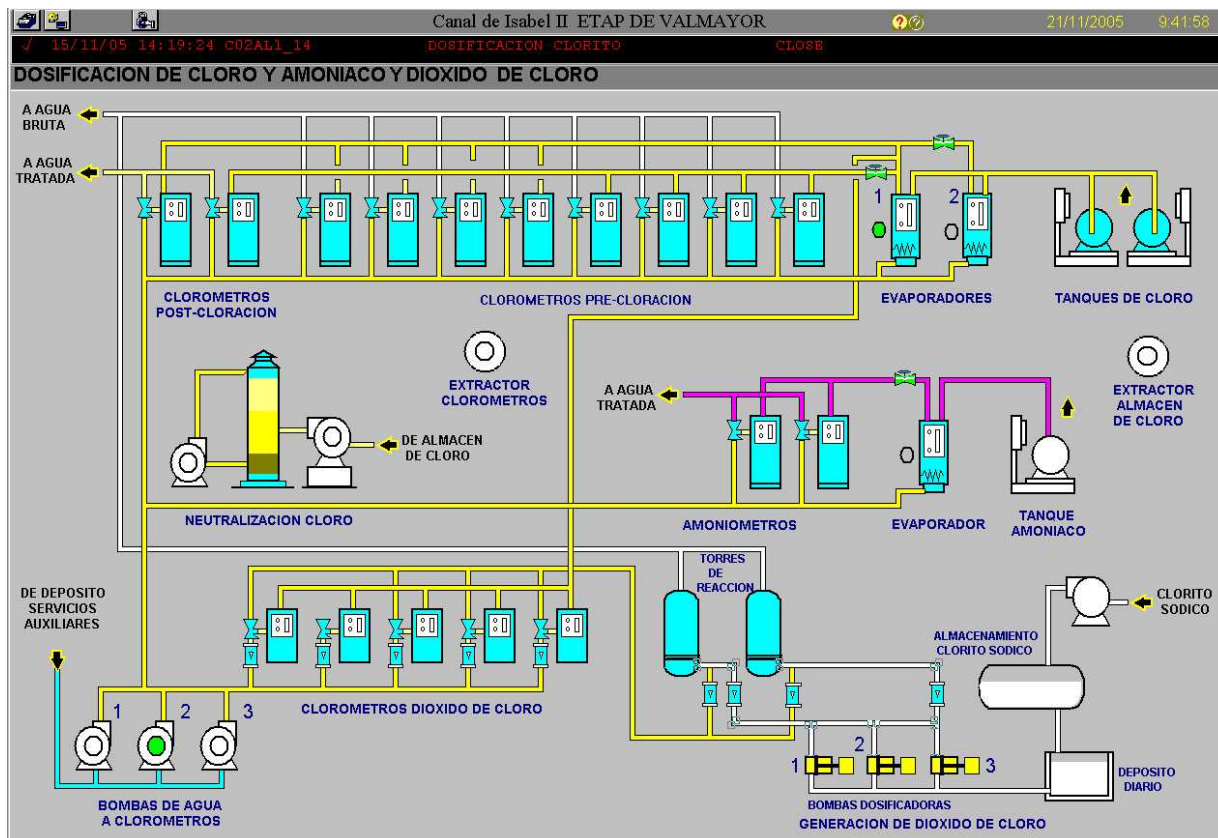 Canal de Isabel II ETAP DE VALMAYOR
21/11/2005 9:41:58
√ 15/11/05 14:19:24 C02AL1_14 DOSIFICACION CLORITO CLOSE
DOSIFICACION DE CLORO Y AMONIACO Y DIOXIDO DE CLORO
A AGUA
BRUTA
A AGUA
TRATADA
1
2
CLOROMETROS
POST-CLORACION
CLOROMETROS PRE-CLORACION
EVAPORADORES
TANQUES DE CLORO
EXTRACTOR
CLOROMETROS
A AGUA
TRATADA
EXTRACTOR
ALMACEN
DE CLORO
DE ALMACEN
DE CLORO
NEUTRALIZACION CLORO
AMONIOMETROS
EVAPORADOR
TANQUE
AMONIACO
TORRES
DE
REACCION
DE DEPOSITO
SERVICIOS
AUXILIARES
CLORITO
SODICO
ALMACENAMIENTO
CLORITO SODICO
CLOROMETROS DIOXIDO DE CLORO
1
2
3
1
2
3
BOMBAS DE AGUA
A CLOROMETROS
BOMBAS DOSIFICADORAS
GENERACION DE DIOXIDO DE CLORO
DEPOSITO
DIARIO